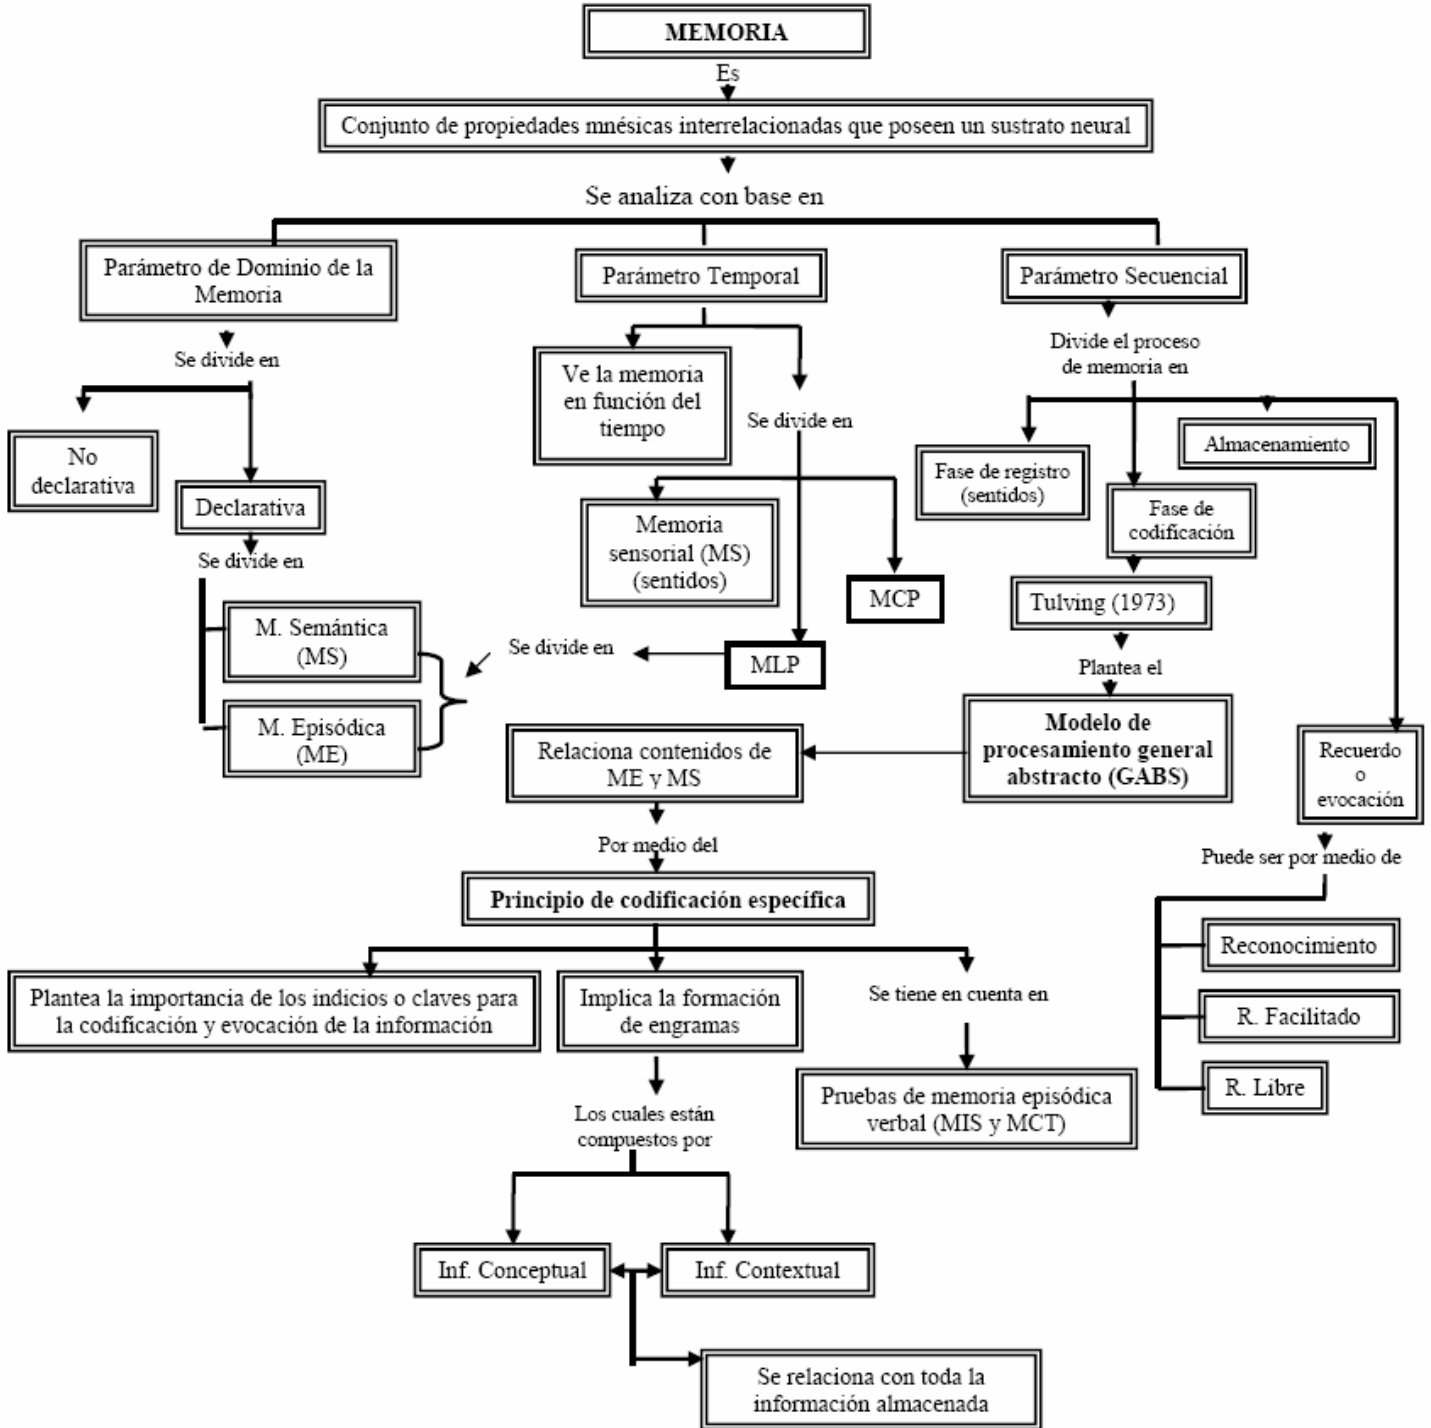 MEMORIA
Es
Conjunto de propiedades mnésicas interrelacionadas que poseen un sustrato neural
Se analiza con base en
Parámetro de Dominio de la
Memoria
Se divide en
No
declarativa
Declarativa
Se divide en
M. Semántica
(MS)
M. Episódica
(ME)
Parámetro Temporal
Ve la memoria
en función del
tiempo
Se divide en
Memoria
sensorial (MS)
(sentidos)
MCP
MLP
Se divide en
Parámetro Secuencial
Divide el proceso
de memoria en
Fase de registro
(sentidos)
Fase de
codificación
Almacenamiento
Tulving (1973)
Plantea el
Modelo de
procesamiento general
abstracto (GABS)
Relaciona contenidos de
ME y MS
Por medio del
Principio de codificación específica
Plantea la importancia de los indicios o claves para
la codificación y evocación de la información
Implica la formación
de engramas
Se tiene en cuenta en
Pruebas de memoria episódica
verbal (MIS y MCT)
Los cuales están
compuestos por
Inf. Conceptual
Inf. Contextual
Se relaciona con toda la
información almacenada
Recuerdo
o
evocación
Puede ser por medio de
Reconocimiento
R. Facilitado
R. Libre